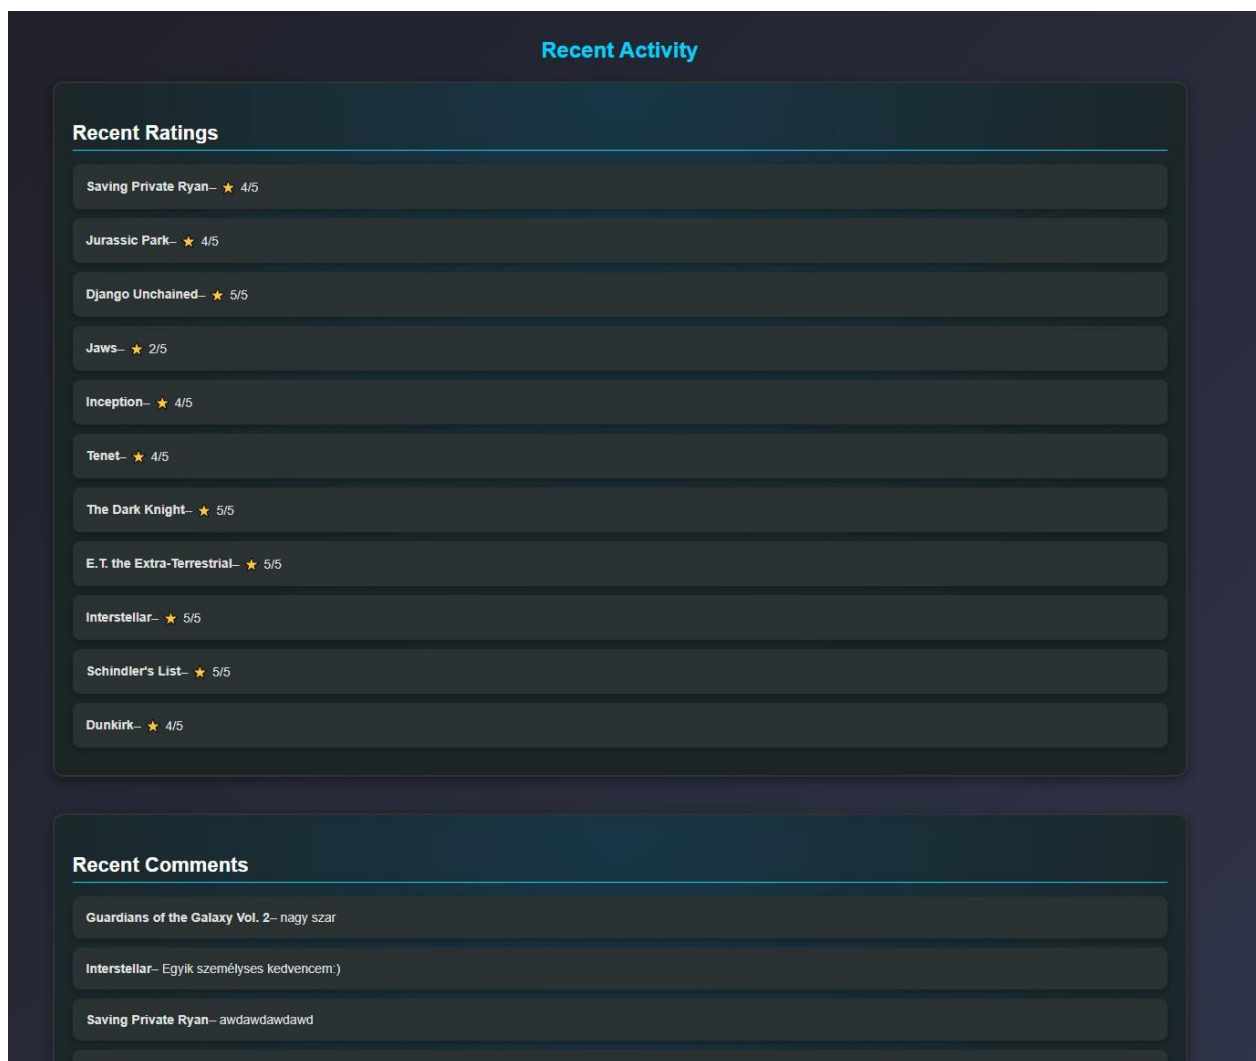 Recent Activity
Recent Ratings
Saving Private Ryan– ★ 4/5
Jurassic Park– ★ 4/5
Django Unchained– ★ 5/5
Jaws– ★ 2/5
Inception– ★ 4/5
Tenet– ★ 4/5
The Dark Knight– ★ 5/5
E.T. the Extra-Terrestrial– ★ 5/5
Interstellar– ★ 5/5
Schindler's List– ★ 5/5
Dunkirk– ★ 4/5
Recent Comments
Guardians of the Galaxy Vol. 2– nagy szar
Interstellar– Egyik személyses kedvencem:)
Saving Private Ryan– awdawdawdawd